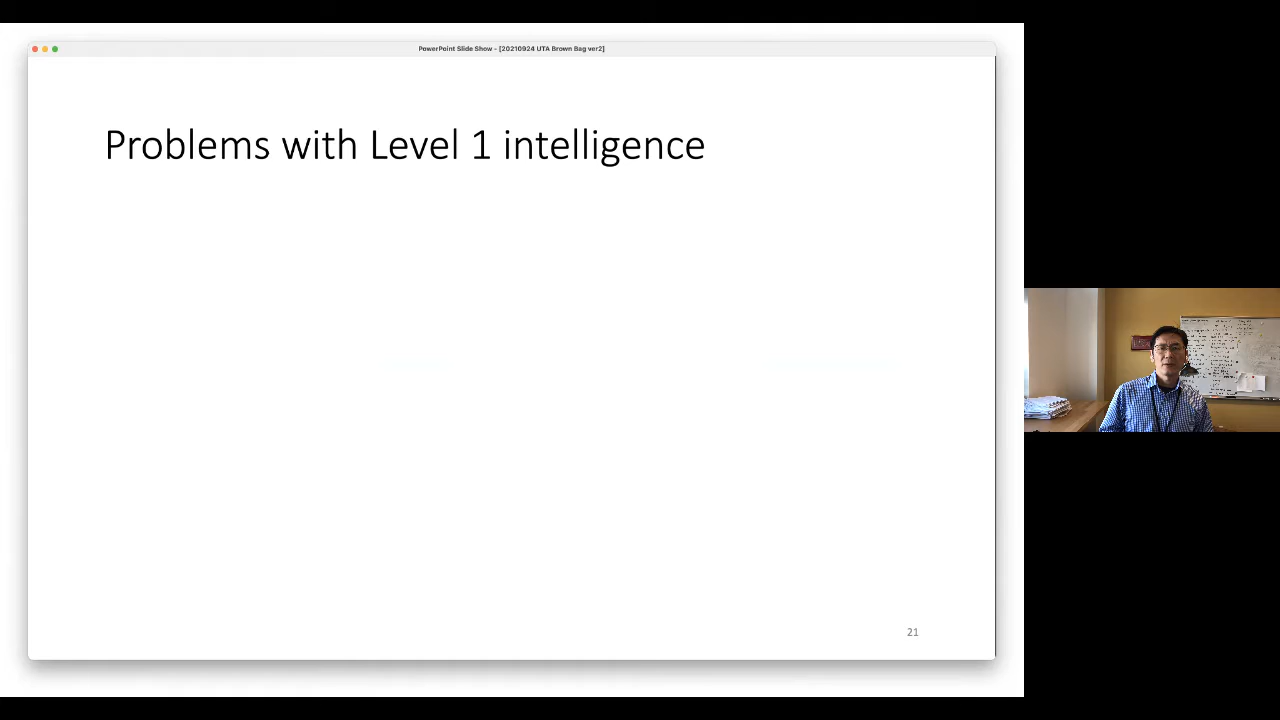 PowerPoint Slide Show - [20210924 UTA Brown Bag ver2]
Problems with Level 1 intelligence
21